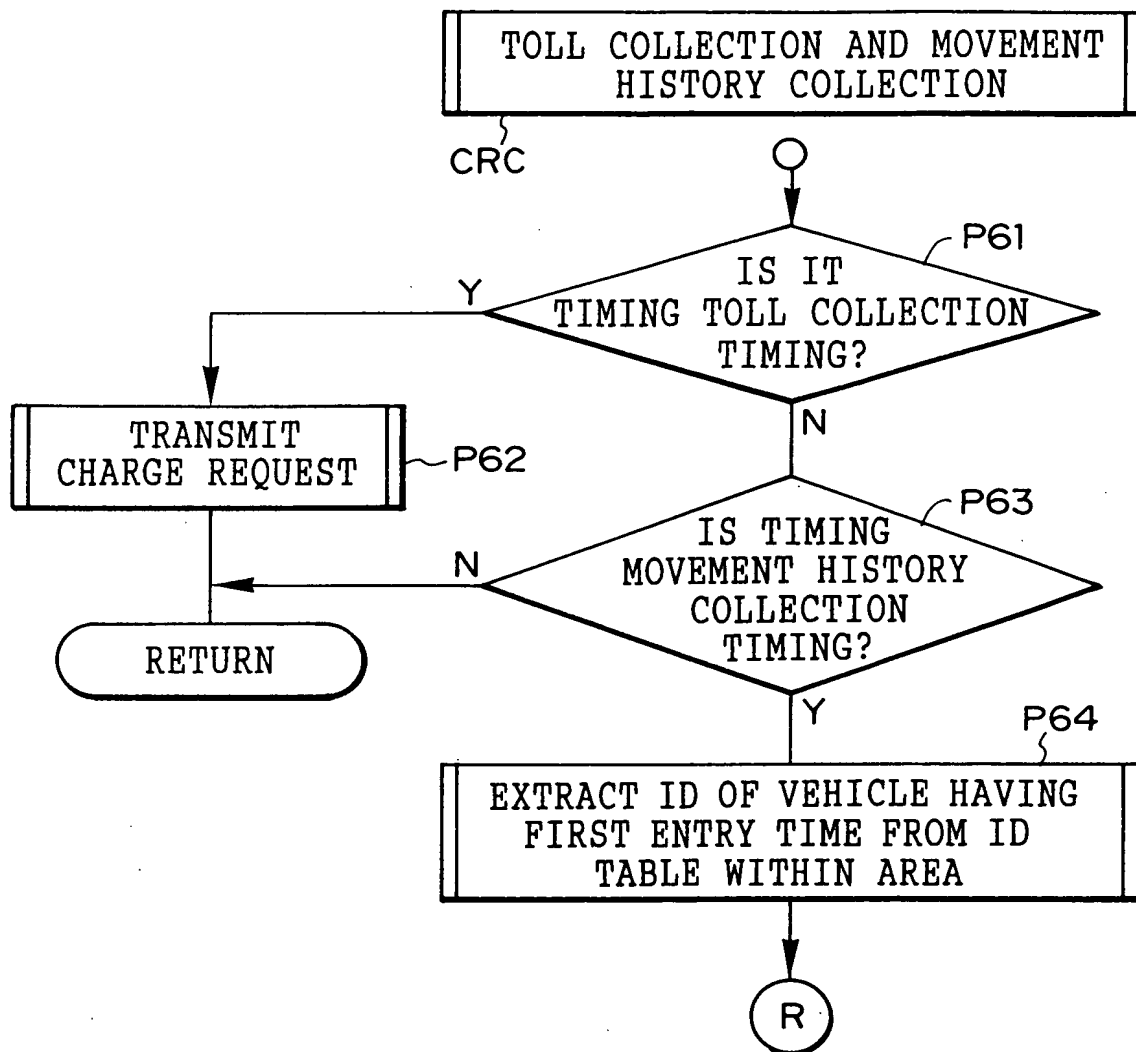 TOLL COLLECTION AND MOVEMENT
HISTORY COLLECTION
CRC
P61
IS IT
TIMING TOLL COLLECTION
TIMING?
Y
N
TRANSMIT
CHARGE REQUEST
P62
P63
IS TIMING
MOVEMENT HISTORY
COLLECTION
TIMING?
N
Y
RETURN
P64
EXTRACT ID OF VEHICLE HAVING
FIRST ENTRY TIME FROM ID
TABLE WITHIN AREA
R